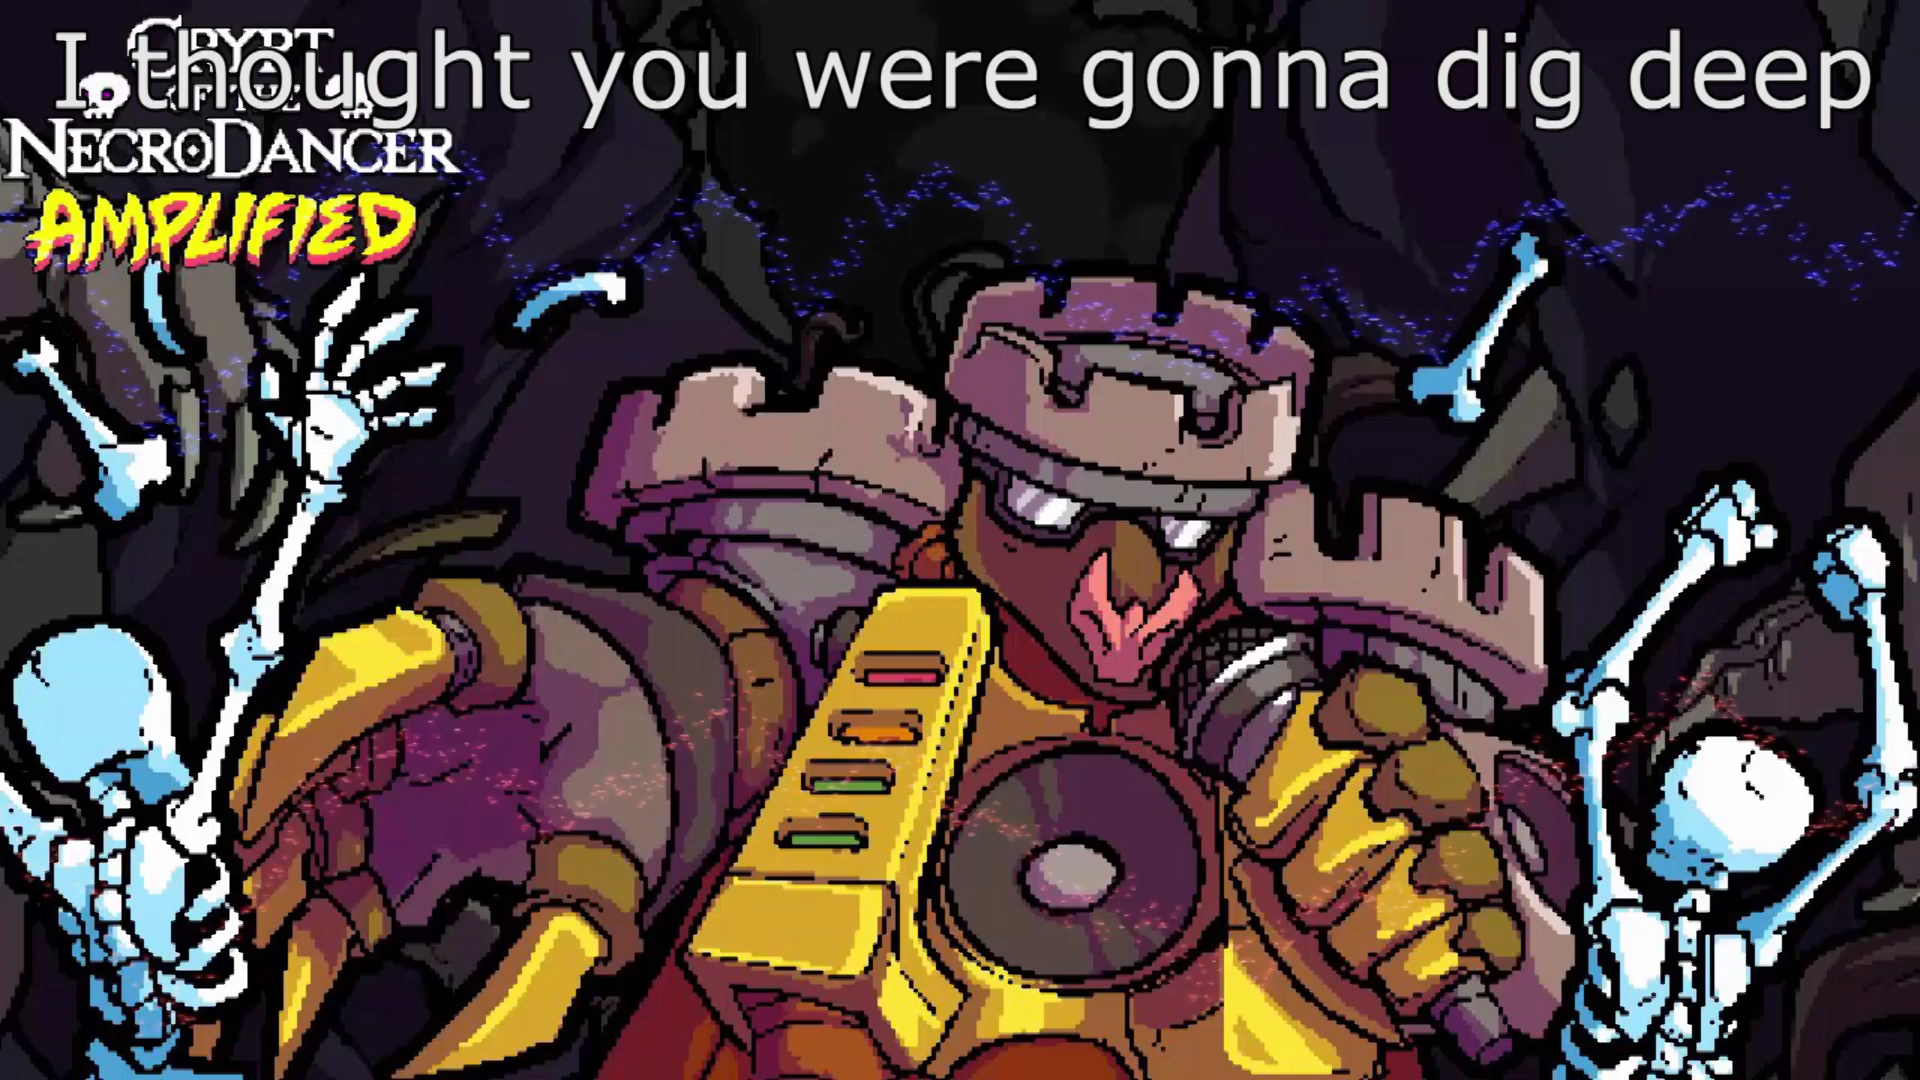 I thought you were gonna dig deep
CRYPT
OF THE
NECRODANCER
AMPLIFIED